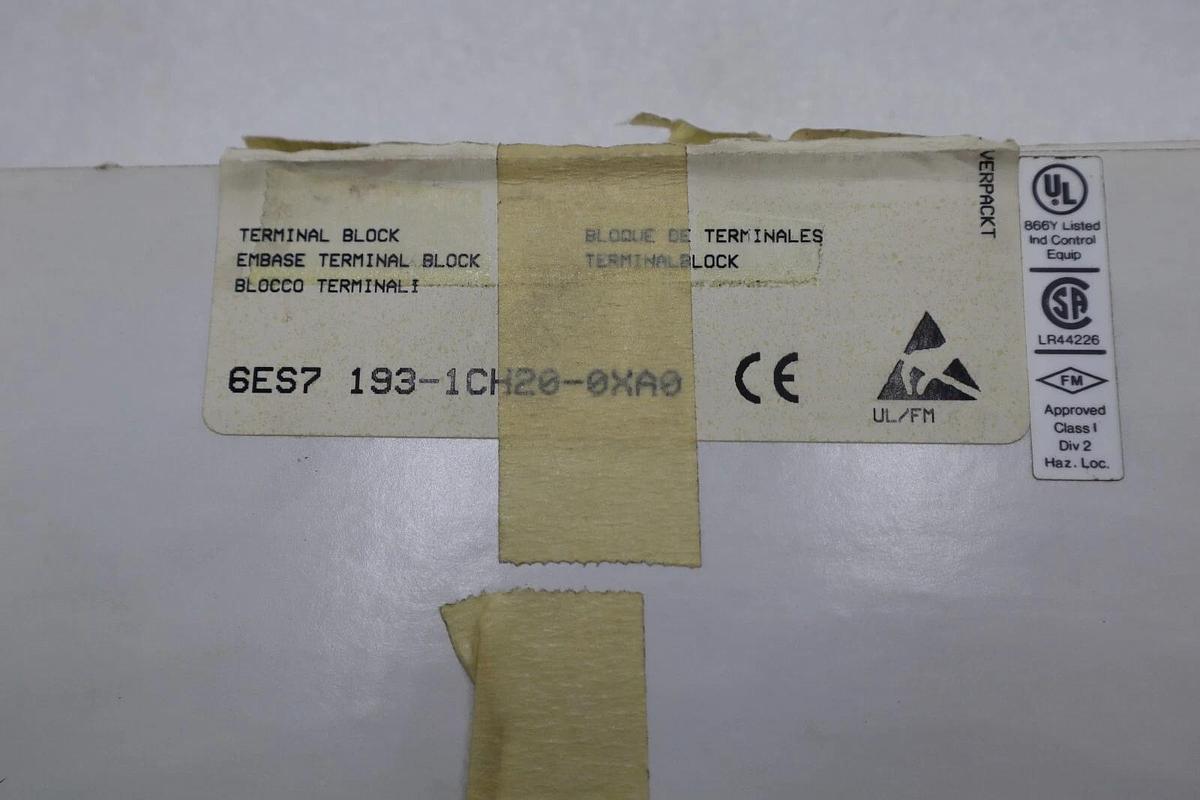 TERMINAL BLOCK
EMBASE TERMINAL BLOCK
BLOCCO TERMINALI
BLOQUE DE TERMINALES
TERMINALBLOCK
VERPACKT
6ES7 193-1CH20-0XA0
CE
UL/FM
UL
866Y Listed
Ind Control
Equip
SA
LR44226
FM
Approved
Class I
Div 2
Haz. Loc.